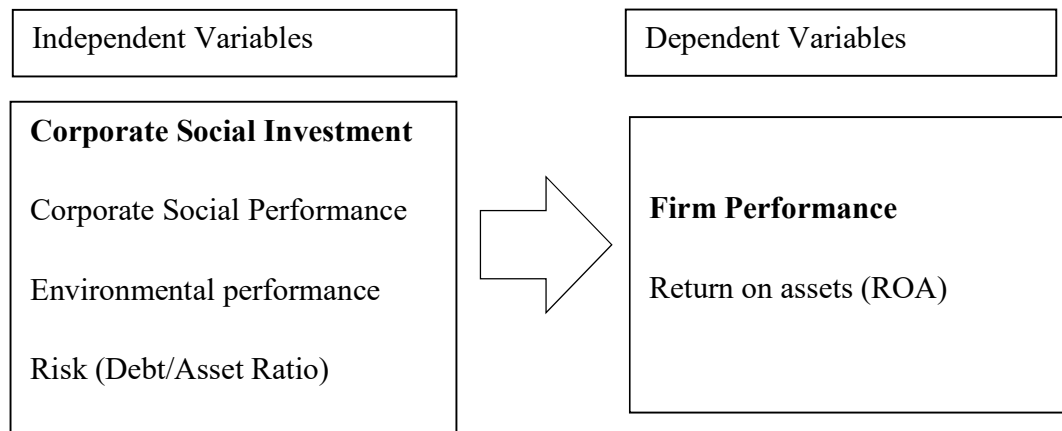 Independent Variables
Dependent Variables
Corporate Social Investment
Corporate Social Performance
Environmental performance
Risk (Debt/Asset Ratio)
Firm Performance
Return on assets (ROA)